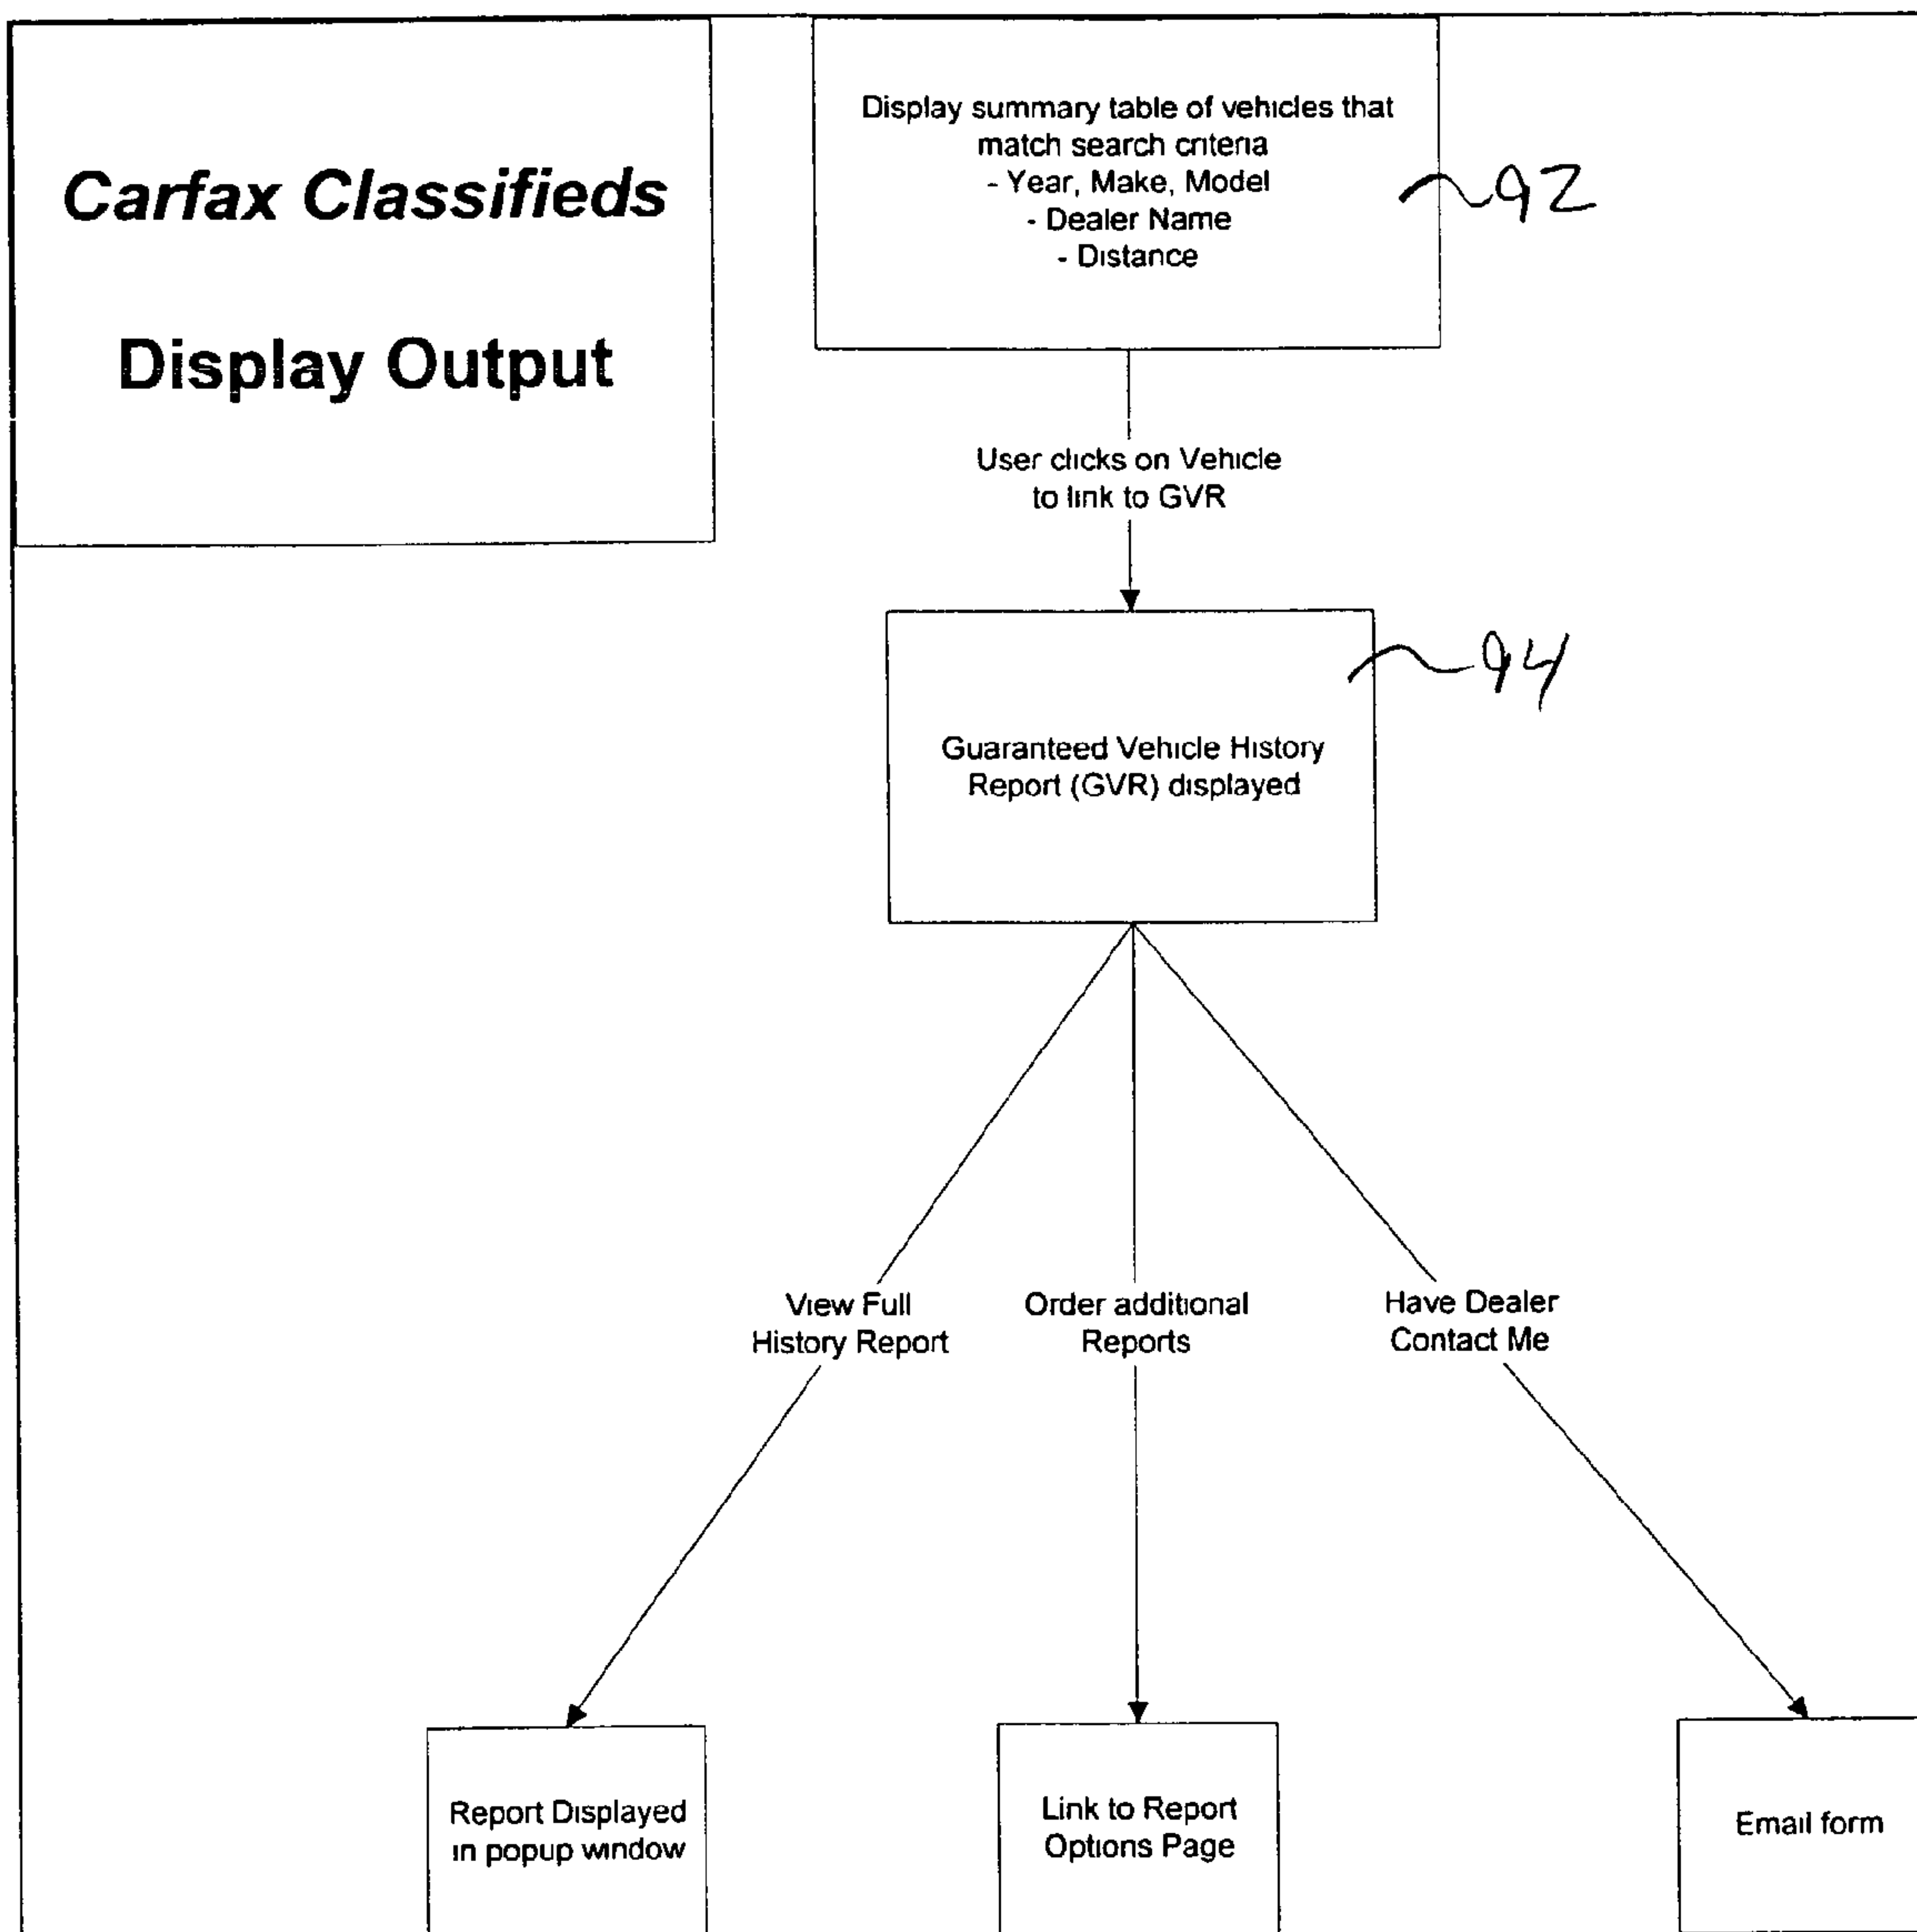 Carfax Classifieds
Display Output
Display summary table of vehicles that
match search criteria
- Year, Make, Model
- Dealer Name
- Distance
92
User clicks on Vehicle
to link to GVR
94
Guaranteed Vehicle History
Report (GVR) displayed
View Full
History Report
Order additional
Reports
Have Dealer
Contact Me
Report Displayed
in popup window
Link to Report
Options Page
Email form